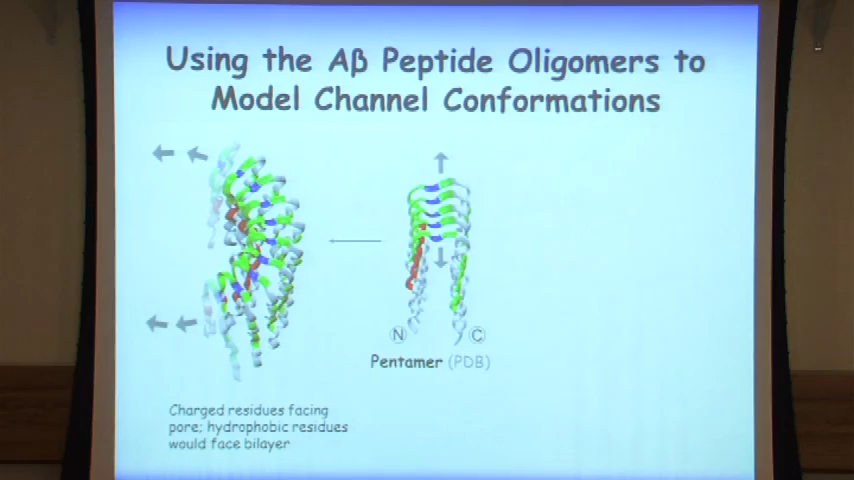 Using the Aβ Peptide Oligomers to
Model Channel Conformations
N
C
Pentamer (PDB)
Charged residues facing
pore; hydrophobic residues
would face bilayer